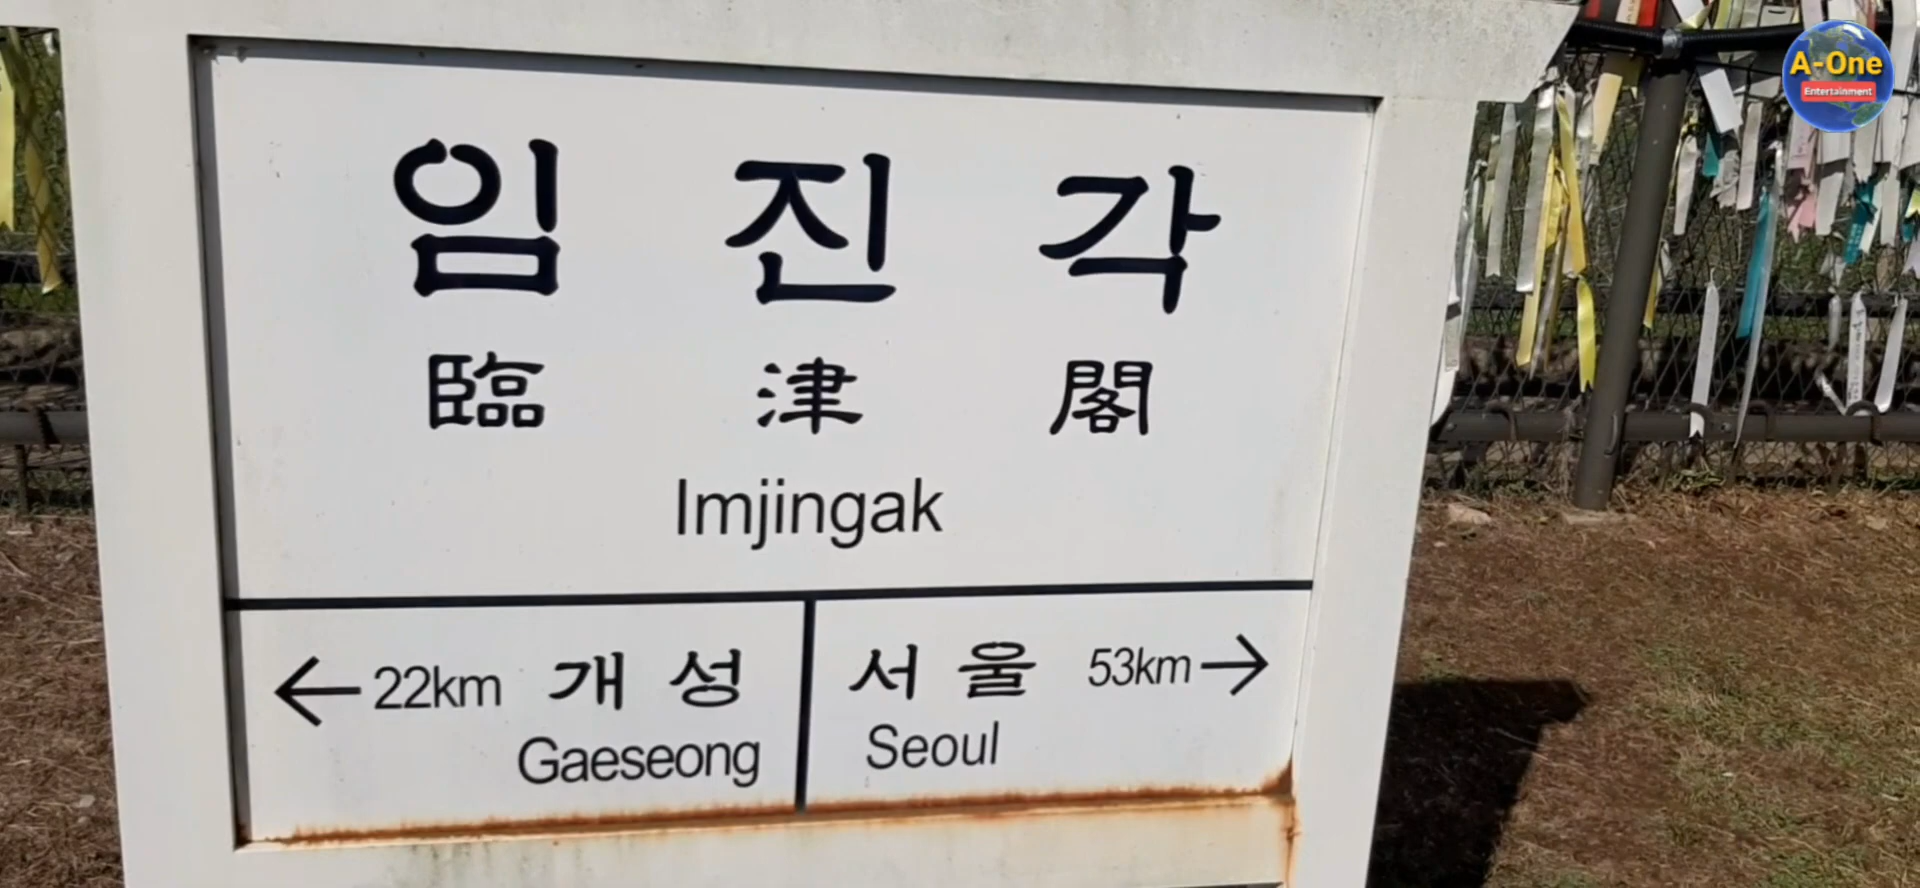 임 진 각
臨 津 閣
Imjingak
← 22km 개 성
Gaeseong
서 울 53km →
Seoul
A-One
Entertainment